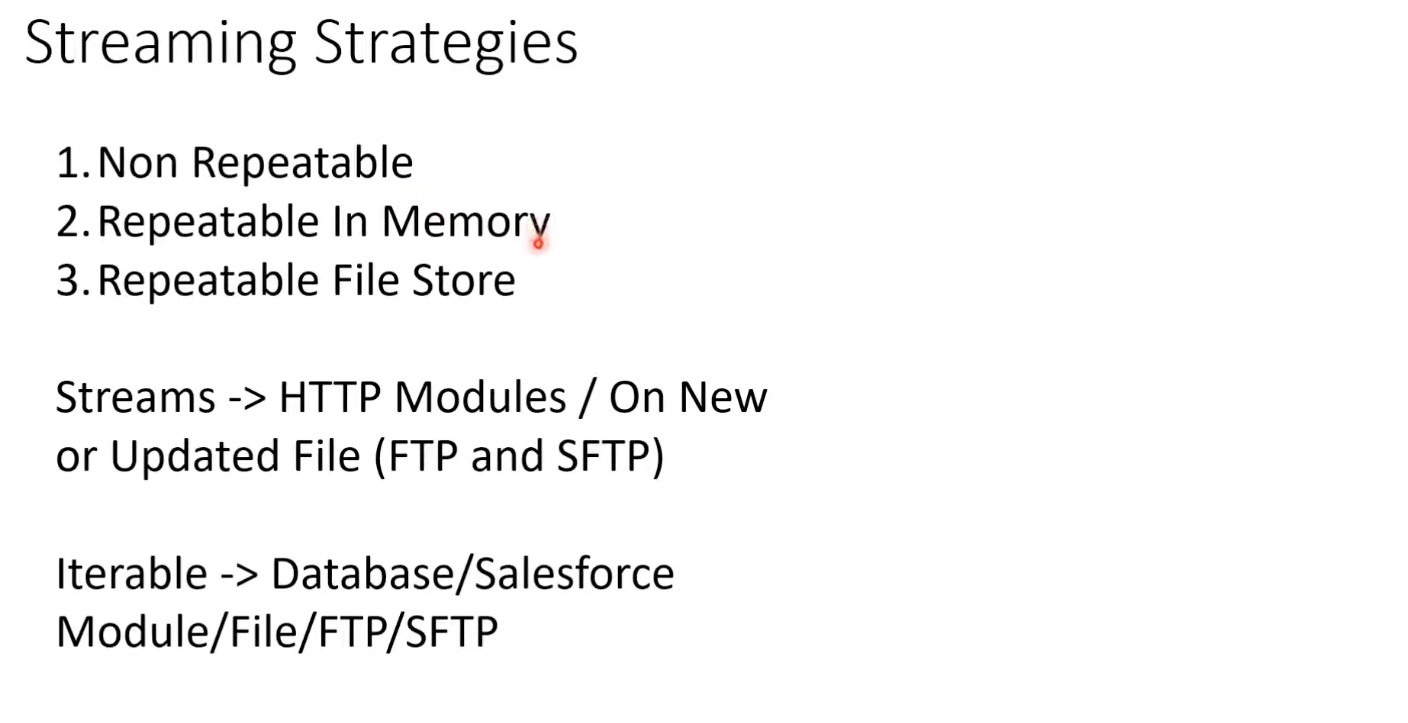 Streaming Strategies
1. Non Repeatable
2. Repeatable In Memory
3. Repeatable File Store
Streams -> HTTP Modules / On New
or Updated File (FTP and SFTP)
Iterable -> Database/Salesforce
Module/File/FTP/SFTP